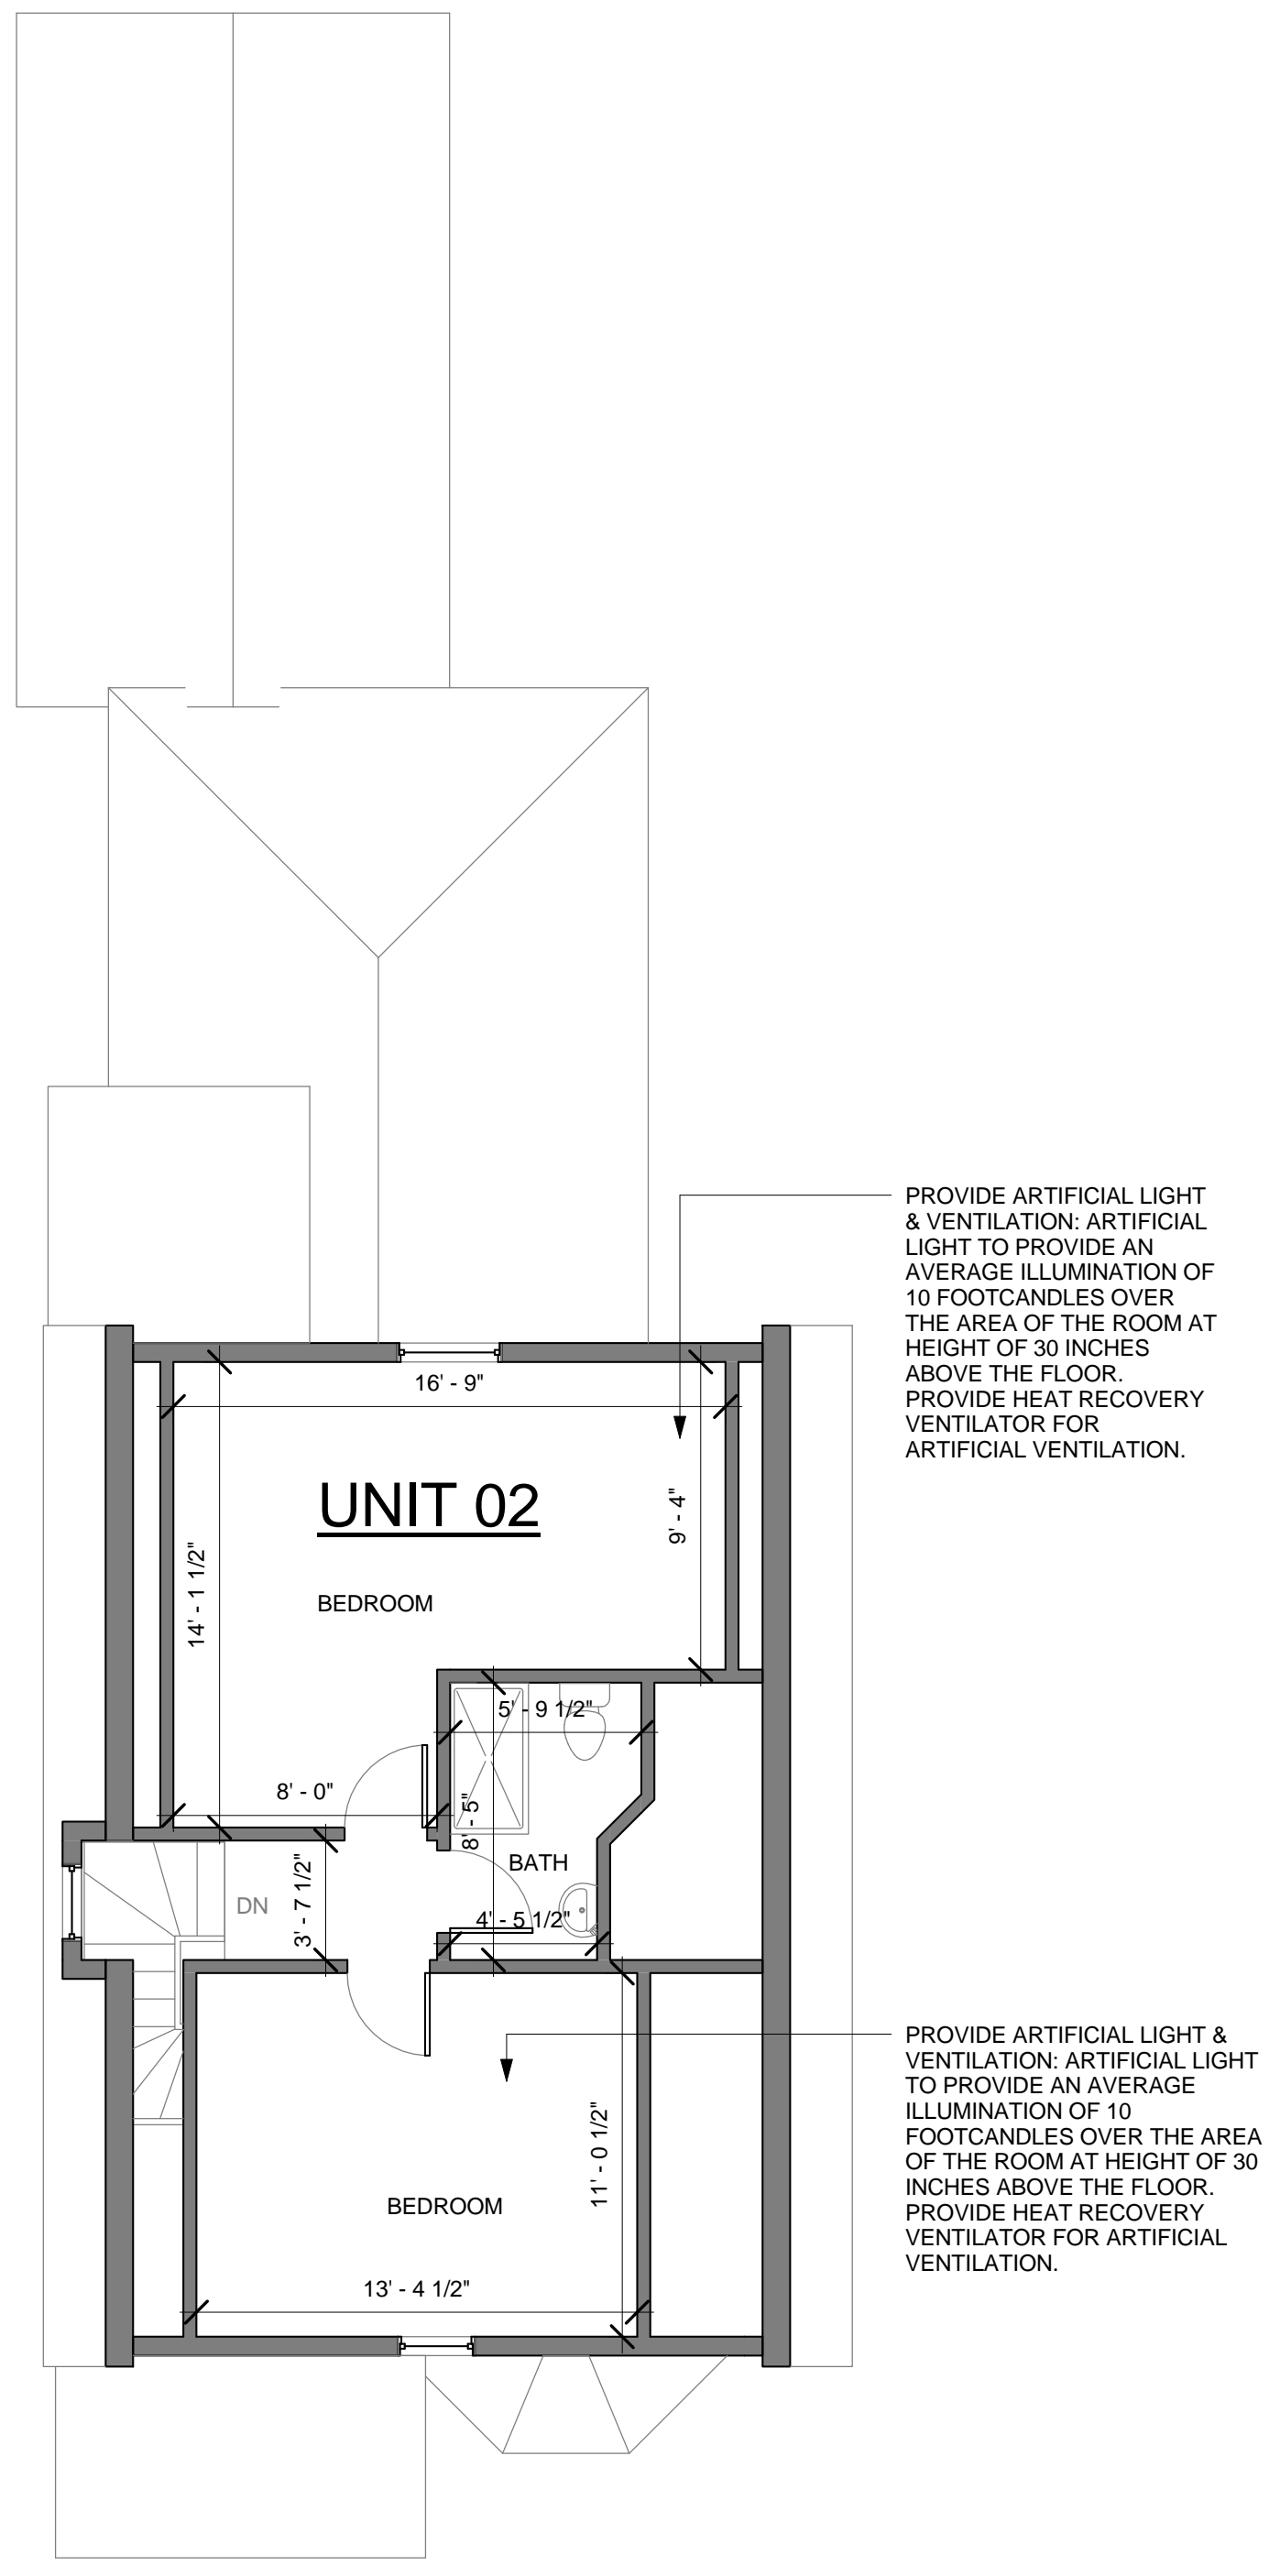 PROVIDE ARTIFICIAL LIGHT
& VENTILATION: ARTIFICIAL
LIGHT TO PROVIDE AN
AVERAGE ILLUMINATION OF
10 FOOTCANDLES OVER
THE AREA OF THE ROOM AT
HEIGHT OF 30 INCHES
ABOVE THE FLOOR.
PROVIDE HEAT RECOVERY
VENTILATOR FOR
ARTIFICIAL VENTILATION.
16' - 9"
UNIT 02
9' - 4"
14' - 1 1/2"
BEDROOM
5' - 9 1/2"
8' - 0"
8' - 5"
BATH
DN
3' - 7 1/2"
4' - 5 1/2"
PROVIDE ARTIFICIAL LIGHT &
VENTILATION: ARTIFICIAL LIGHT
TO PROVIDE AN AVERAGE
ILLUMINATION OF 10
FOOTCANDLES OVER THE AREA
OF THE ROOM AT HEIGHT OF 30
INCHES ABOVE THE FLOOR.
PROVIDE HEAT RECOVERY
VENTILATOR FOR ARTIFICIAL
VENTILATION.
11' - 0 1/2"
BEDROOM
13' - 4 1/2"